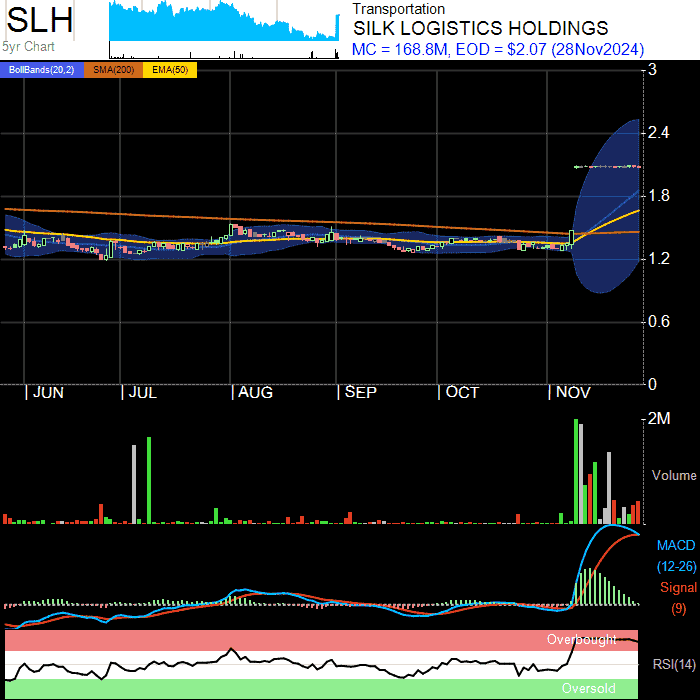 SLH
5yr Chart
Transportation
SILK LOGISTICS HOLDINGS
MC = 168.8M, EOD = $2.07 (28Nov2024)
BollBands(20,2) SMA(200) EMA(50)
3
2.4
1.8
1.2
0.6
0
JUN JUL AUG SEP OCT NOV
2M
Volume
MACD
(12-26)
Signal
(9)
Overbought
RSI(14)
Oversold